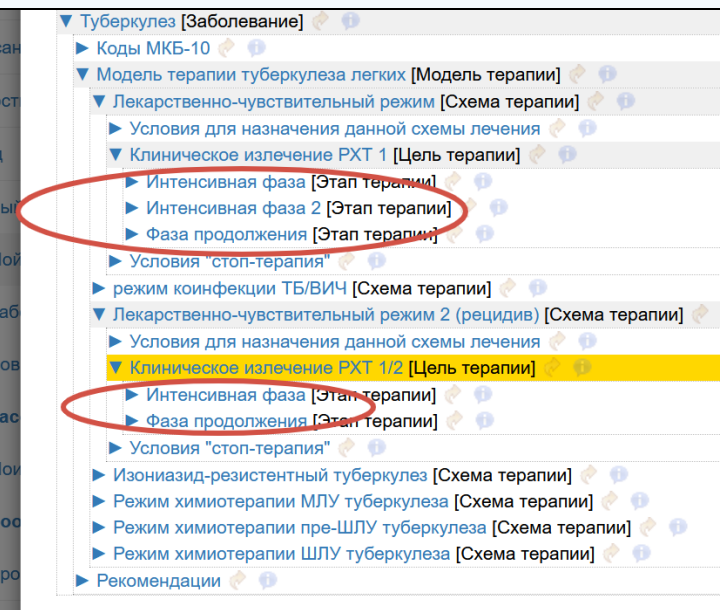 Туберкулез [Заболевание]
Коды МКБ-10
Модель терапии туберкулеза легких [Модель терапии]
Лекарственно-чувствительный режим [Схема терапии]
Условия для назначения данной схемы лечения
Клиническое излечение РХТ 1 [Цель терапии]
Интенсивная фаза [Этап терапии]
Интенсивная фаза 2 [Этап терапии]
Фаза продолжения [Этап терапии]
Условия "стоп-терапия"
режим коинфекции ТБ/ВИЧ [Схема терапии]
Лекарственно-чувствительный режим 2 (рецидив) [Схема терапии]
Условия для назначения данной схемы лечения
Клиническое излечение РХТ 1/2 [Цель терапии]
Интенсивная фаза [Этап терапии]
Фаза продолжения [Этап терапии]
Условия "стоп-терапия"
Изониазид-резистентный туберкулез [Схема терапии]
Режим химиотерапии МЛУ туберкулеза [Схема терапии]
Режим химиотерапии пре-ШЛУ туберкулеза [Схема терапии]
Режим химиотерапии ШЛУ туберкулеза [Схема терапии]
Рекомендации